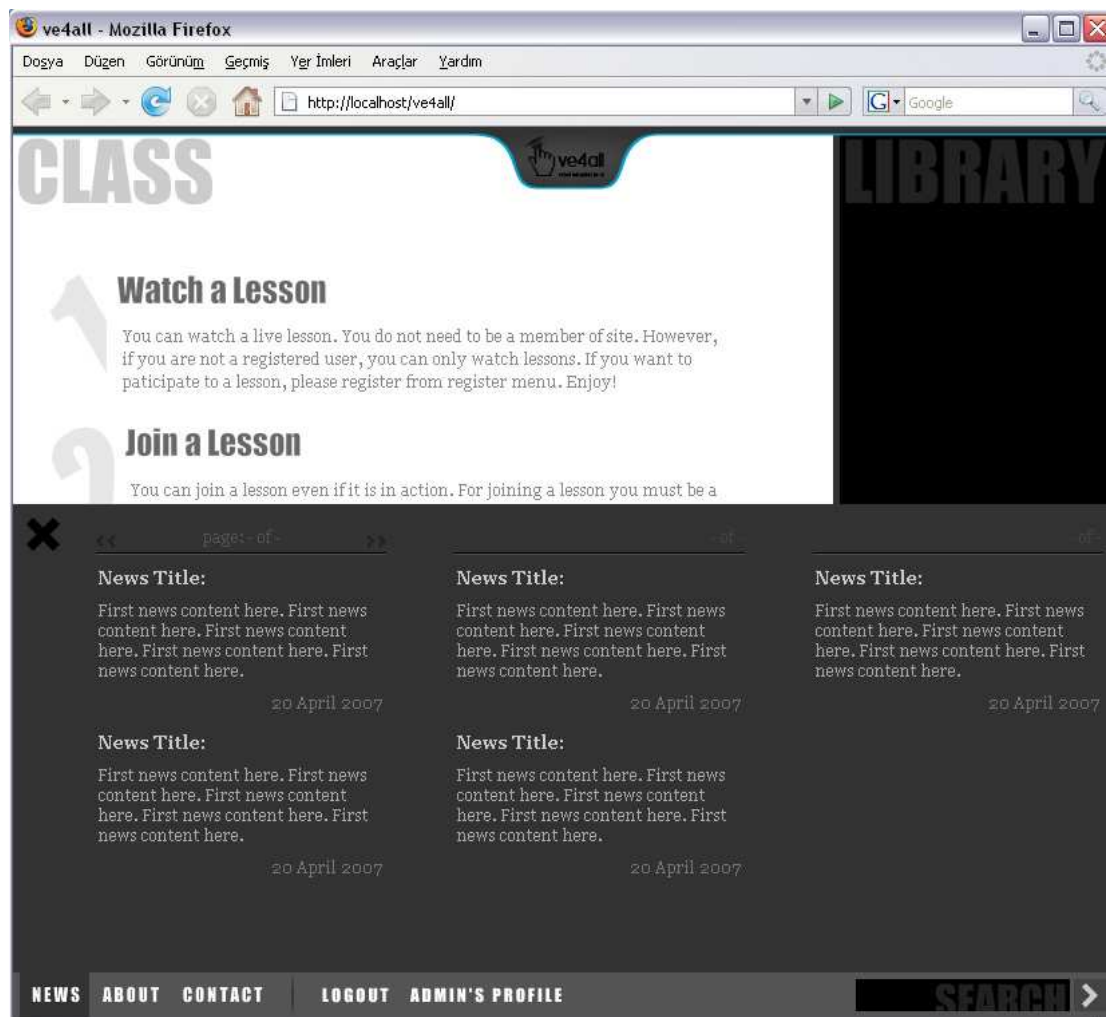 ve4all - Mozilla Firefox
Dosya Düzen Görünüm Geçmiş Yer İmleri Araçlar Yardım
http://localhost/ve4all/ Google
CLASS
ve4all
LIBRARY
1
Watch a Lesson
You can watch a live lesson. You do not need to be a member of site. However,
if you are not a registered user, you can only watch lessons. If you want to
paticipate to a lesson, please register from register menu. Enjoy!
2
Join a Lesson
You can join a lesson even if it is in action. For joining a lesson you must be a
<< page: - of - >>
- of -
of -
News Title:
First news content here. First news
content here. First news content
here. First news content here. First
news content here.
20 April 2007
News Title:
First news content here. First news
content here. First news content
here. First news content here. First
news content here.
20 April 2007
News Title:
First news content here. First news
content here. First news content
here. First news content here. First
news content here.
20 April 2007
News Title:
First news content here. First news
content here. First news content
here. First news content here. First
news content here.
20 April 2007
News Title:
First news content here. First news
content here. First news content
here. First news content here. First
news content here.
20 April 2007
NEWS ABOUT CONTACT LOGOUT ADMIN'S PROFILE SEARCH